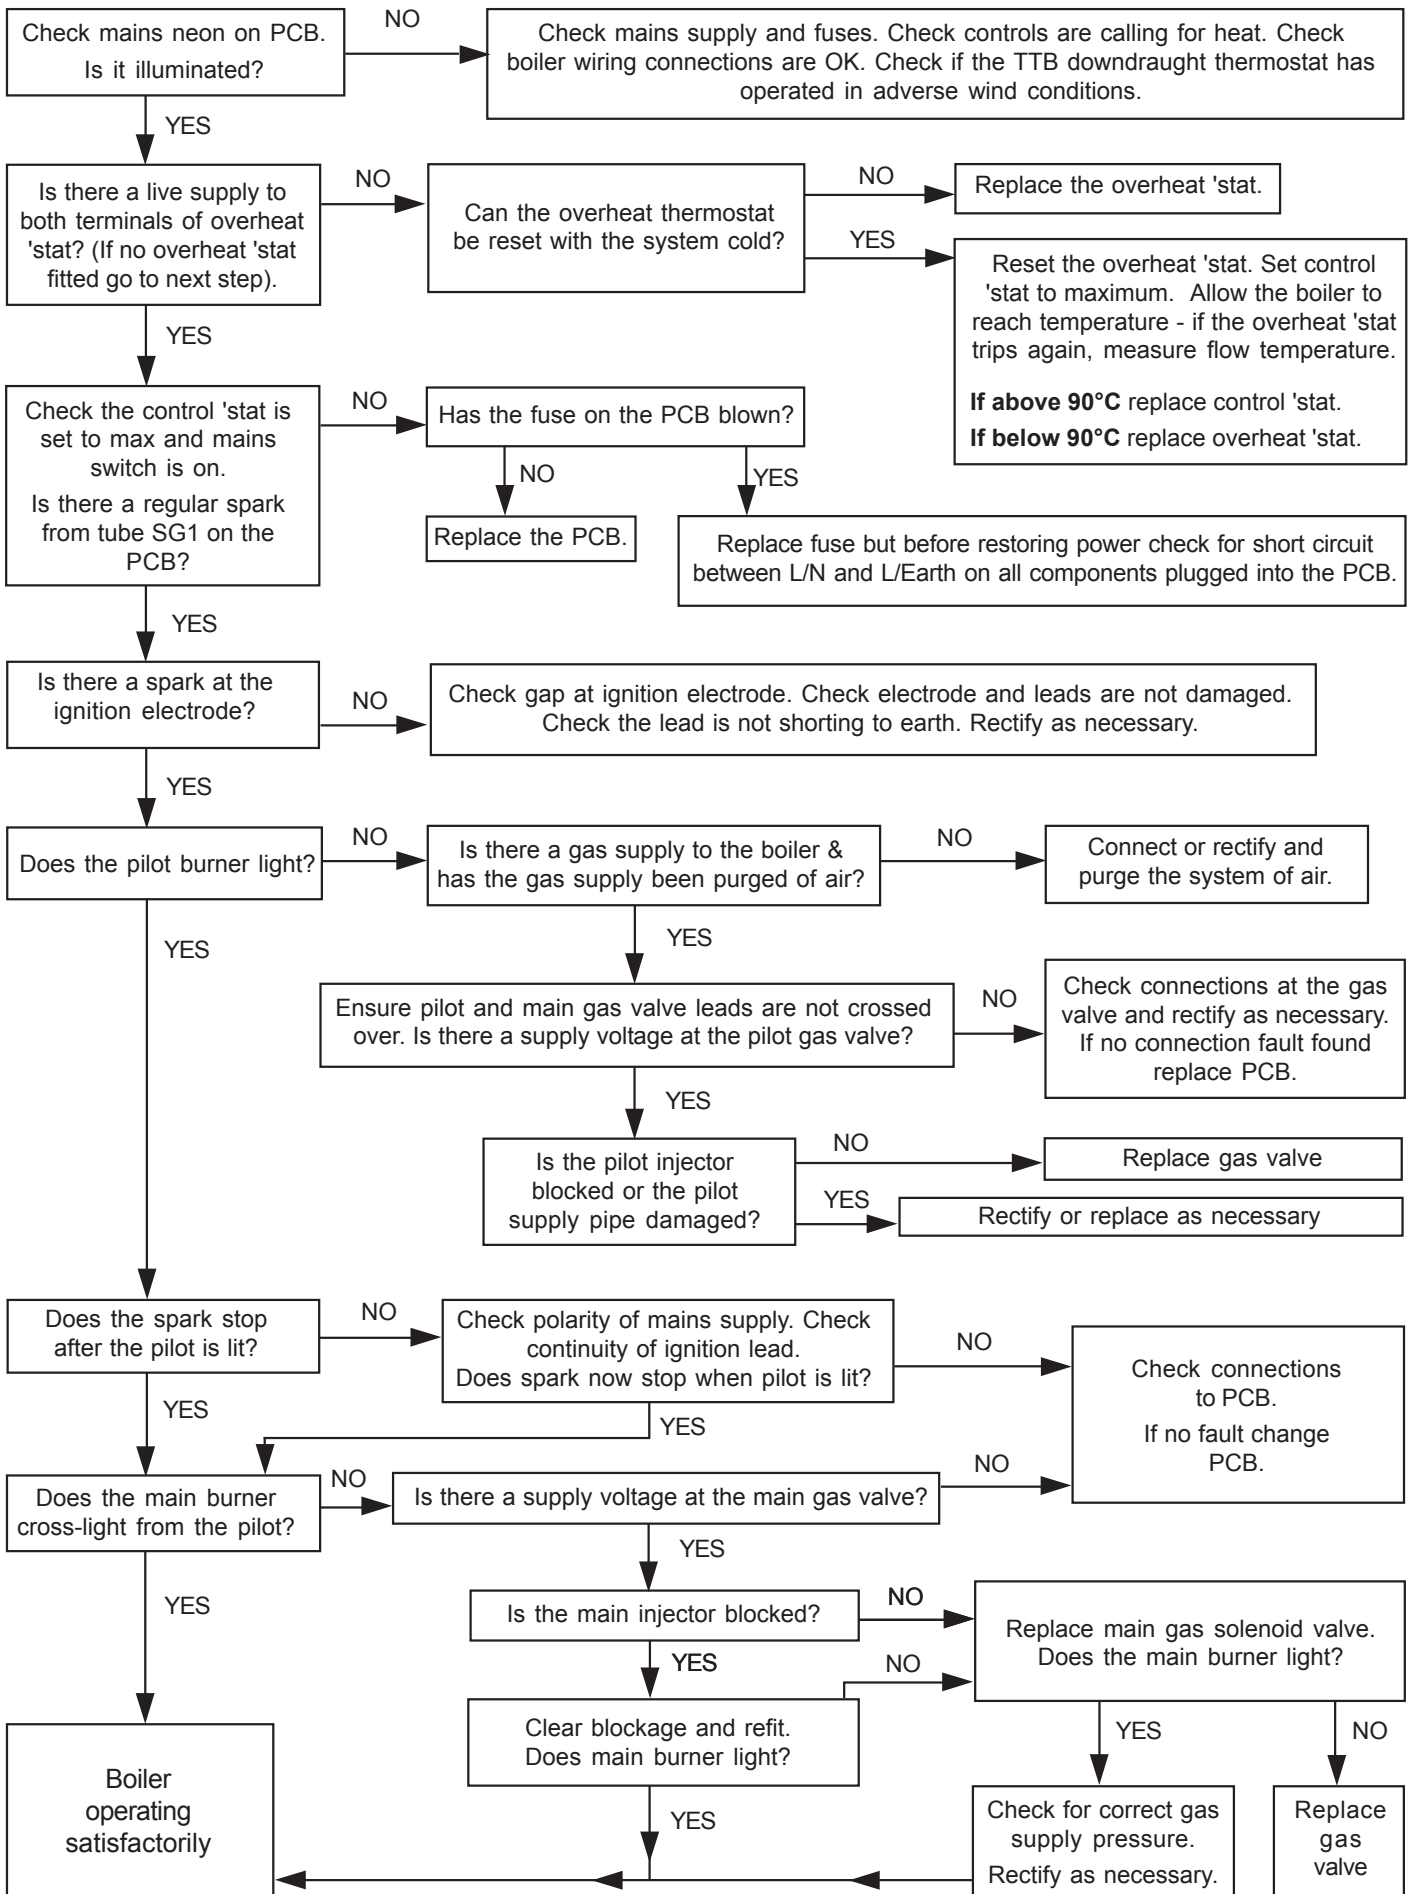 Check mains neon on PCB.
Is it illuminated?
NO
Check mains supply and fuses. Check controls are calling for heat. Check
boiler wiring connections are OK. Check if the TTB downdraught thermostat has
operated in adverse wind conditions.
YES
Is there a live supply to
both terminals of overheat
'stat? (If no overheat 'stat
fitted go to next step).
NO
Can the overheat thermostat
be reset with the system cold?
NO
Replace the overheat 'stat.
YES
Reset the overheat 'stat. Set control
'stat to maximum. Allow the boiler to
reach temperature - if the overheat 'stat
trips again, measure flow temperature.
If above 90°C replace control 'stat.
If below 90°C replace overheat 'stat.
YES
Check the control 'stat is
set to max and mains
switch is on.
Is there a regular spark
from tube SG1 on the
PCB?
NO
Has the fuse on the PCB blown?
NO
Replace the PCB.
YES
Replace fuse but before restoring power check for short circuit
between L/N and L/Earth on all components plugged into the PCB.
YES
Is there a spark at the
ignition electrode?
NO
Check gap at ignition electrode. Check electrode and leads are not damaged.
Check the lead is not shorting to earth. Rectify as necessary.
YES
Does the pilot burner light?
NO
Is there a gas supply to the boiler &
has the gas supply been purged of air?
NO
Connect or rectify and
purge the system of air.
YES
YES
Ensure pilot and main gas valve leads are not crossed
over. Is there a supply voltage at the pilot gas valve?
NO
Check connections at the gas
valve and rectify as necessary.
If no connection fault found
replace PCB.
YES
Is the pilot injector
blocked or the pilot
supply pipe damaged?
NO
Replace gas valve
YES
Rectify or replace as necessary
Does the spark stop
after the pilot is lit?
NO
Check polarity of mains supply. Check
continuity of ignition lead.
Does spark now stop when pilot is lit?
NO
Check connections
to PCB.
If no fault change
PCB.
YES
YES
Does the main burner
cross-light from the pilot?
NO
Is there a supply voltage at the main gas valve?
NO
YES
YES
Is the main injector blocked?
NO
Replace main gas solenoid valve.
Does the main burner light?
YES
NO
Clear blockage and refit.
Does main burner light?
YES
NO
Boiler
operating
satisfactorily
YES
Check for correct gas
supply pressure.
Rectify as necessary.
Replace
gas
valve